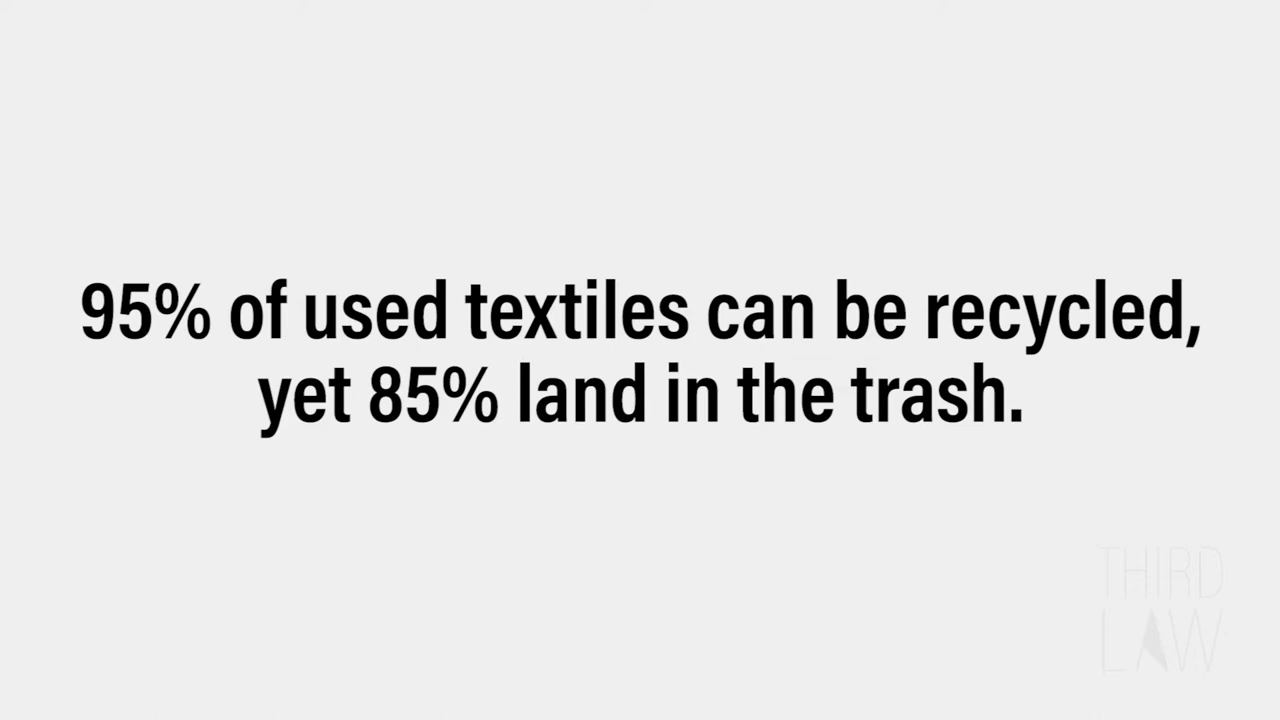 95% of used textiles can be recycled,
yet 85% land in the trash.
THIRD
LAW